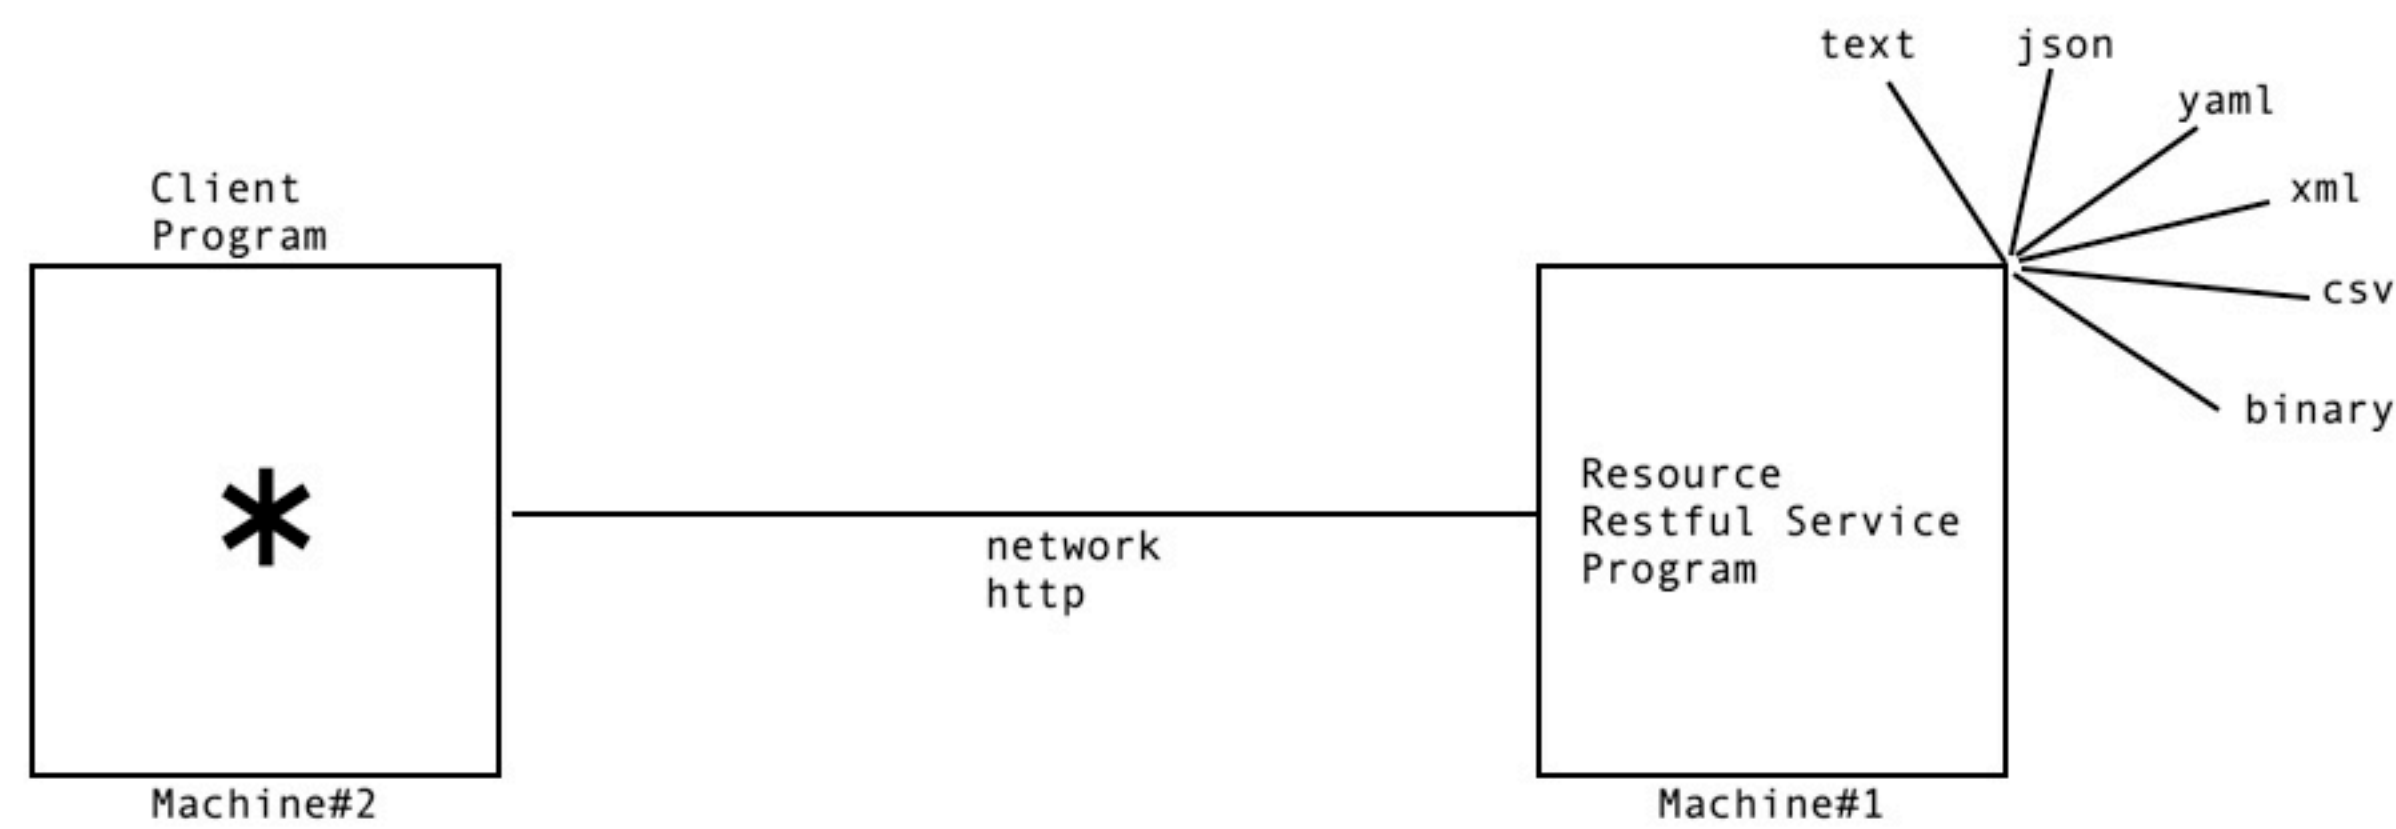 Client
Program
*
Machine#2
network
http
Resource
Restful Service
Program
Machine#1
text
json
yaml
xml
csv
binary